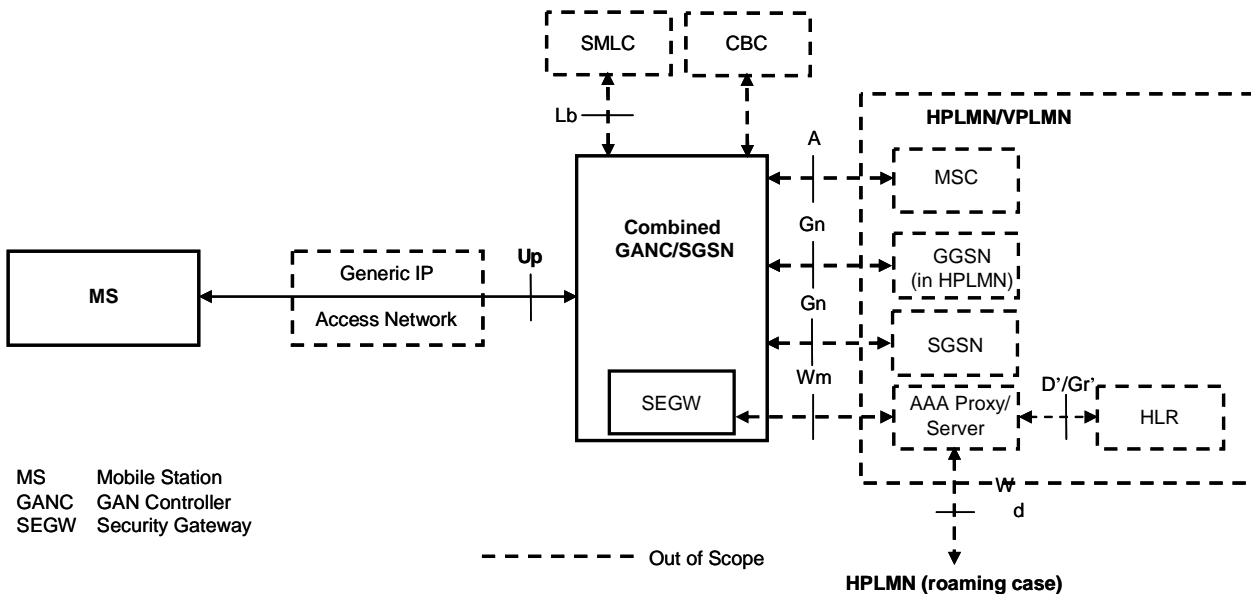 SMLC
CBC
Lb
HPLMN/VPLMN
A
MSC
Combined
GANC/SGSN
Gn
GGSN
(in HPLMN)
Up
Generic IP
MS
Access Network
Gn
SGSN
Wm
D’/Gr’
SEGW
AAA Proxy/
Server
HLR
MS Mobile Station
GANC GAN Controller
SEGW Security Gateway
W
d
Out of Scope
HPLMN (roaming case)